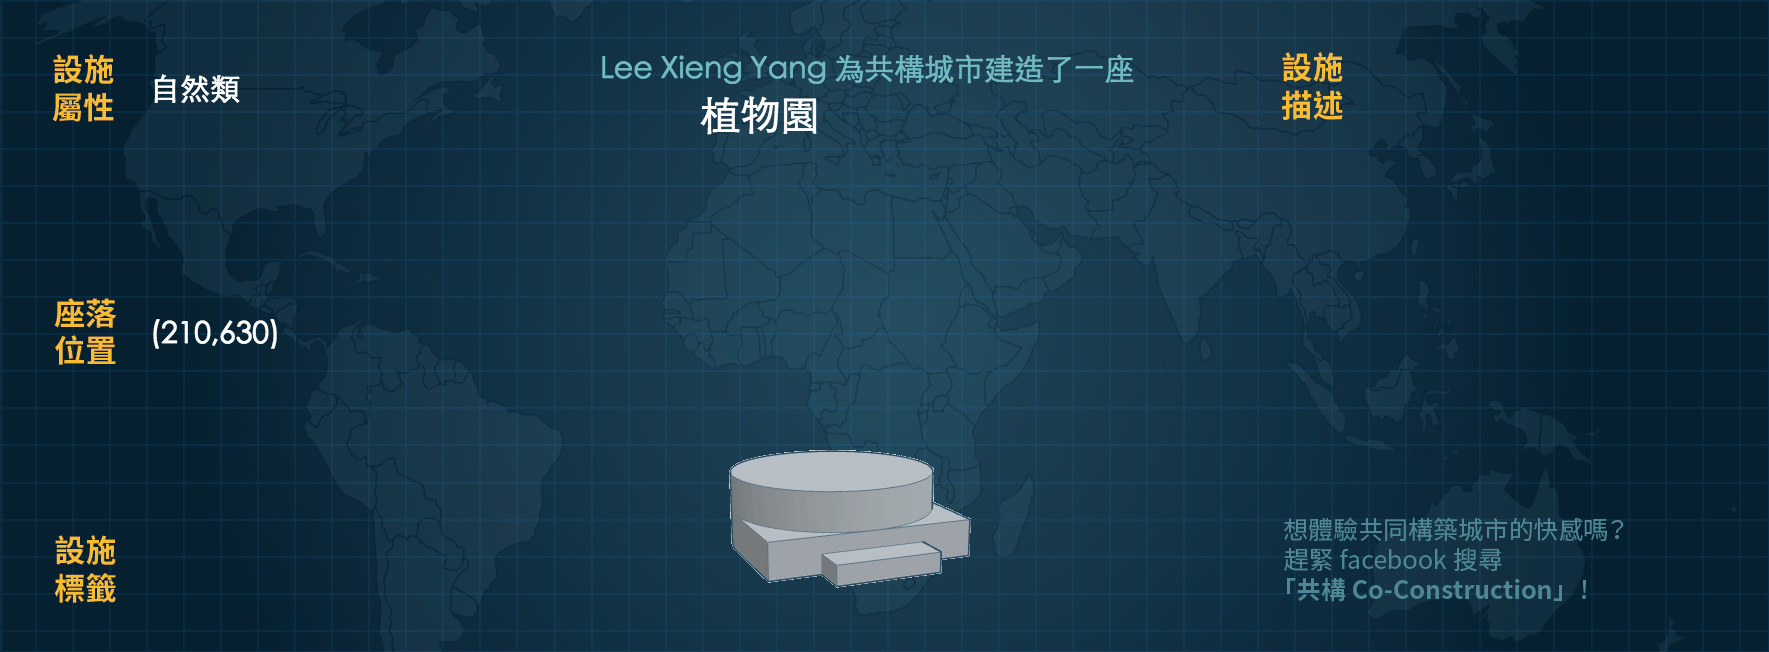 設施
屬性
自然類
Lee Xieng Yang 為共構城市建造了一座
植物園
設施
描述
座落
位置
(210,630)
設施
標籤
想體驗共同構築城市的快感嗎？
趕緊 facebook 搜尋
「共構 Co-Construction」！